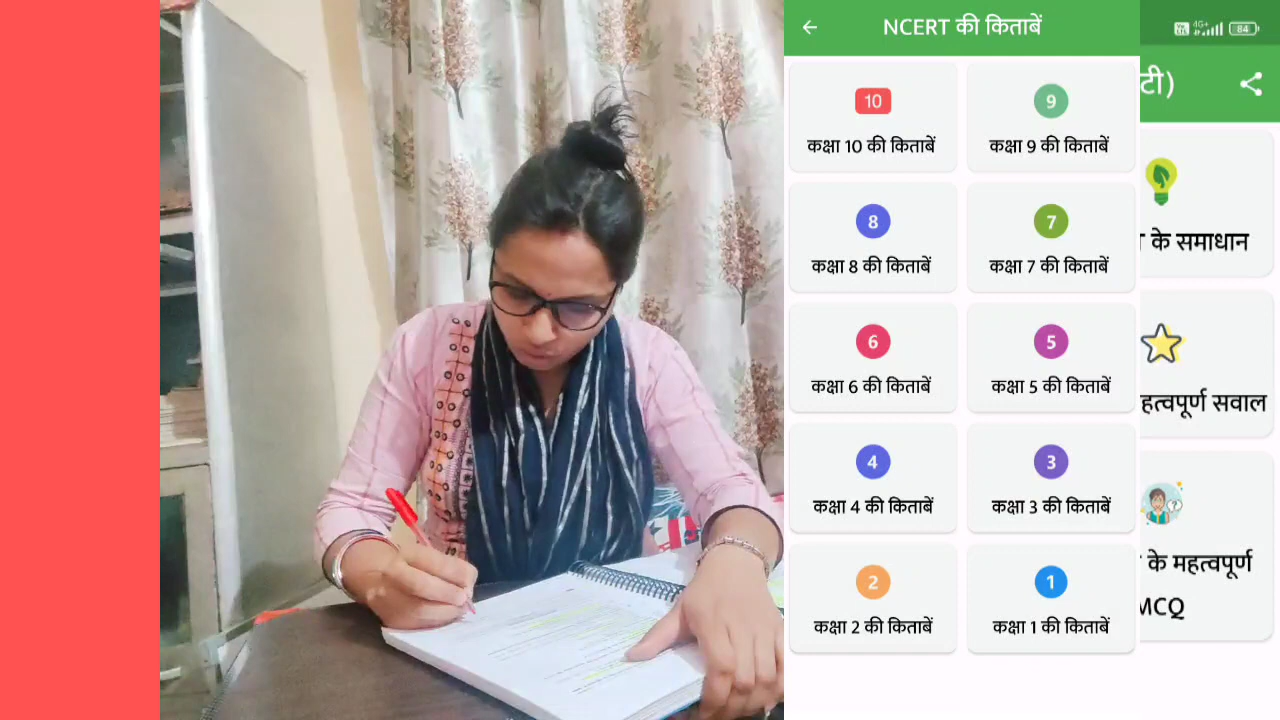 NCERT की किताबें
10
9
कक्षा 10 की किताबें
कक्षा 9 की किताबें
8
7
कक्षा 8 की किताबें
कक्षा 7 की किताबें
6
5
कक्षा 6 की किताबें
कक्षा 5 की किताबें
4
3
कक्षा 4 की किताबें
कक्षा 3 की किताबें
2
1
कक्षा 2 की किताबें
कक्षा 1 की किताबें
4G+
84
टी)
के समाधान
हत्वपूर्ण सवाल
के महत्वपूर्ण
MCQ